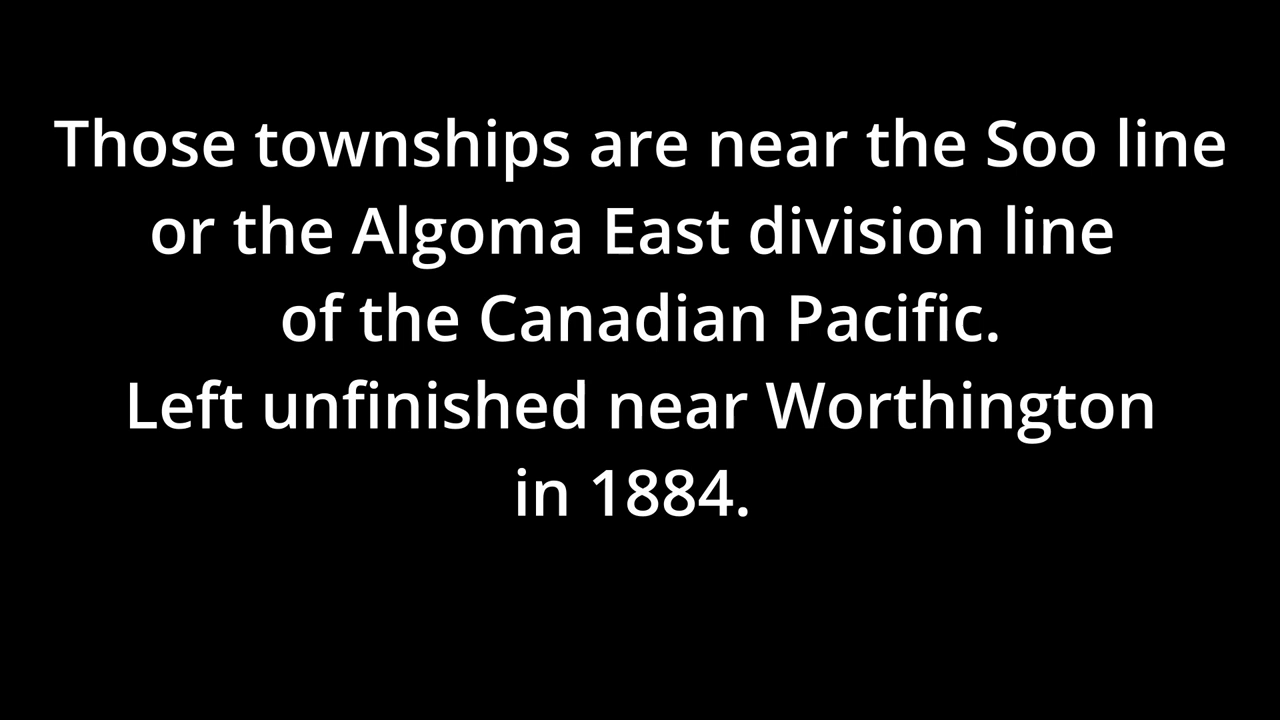 Those townships are near the Soo line
or the Algoma East division line
of the Canadian Pacific.
Left unfinished near Worthington
in 1884.